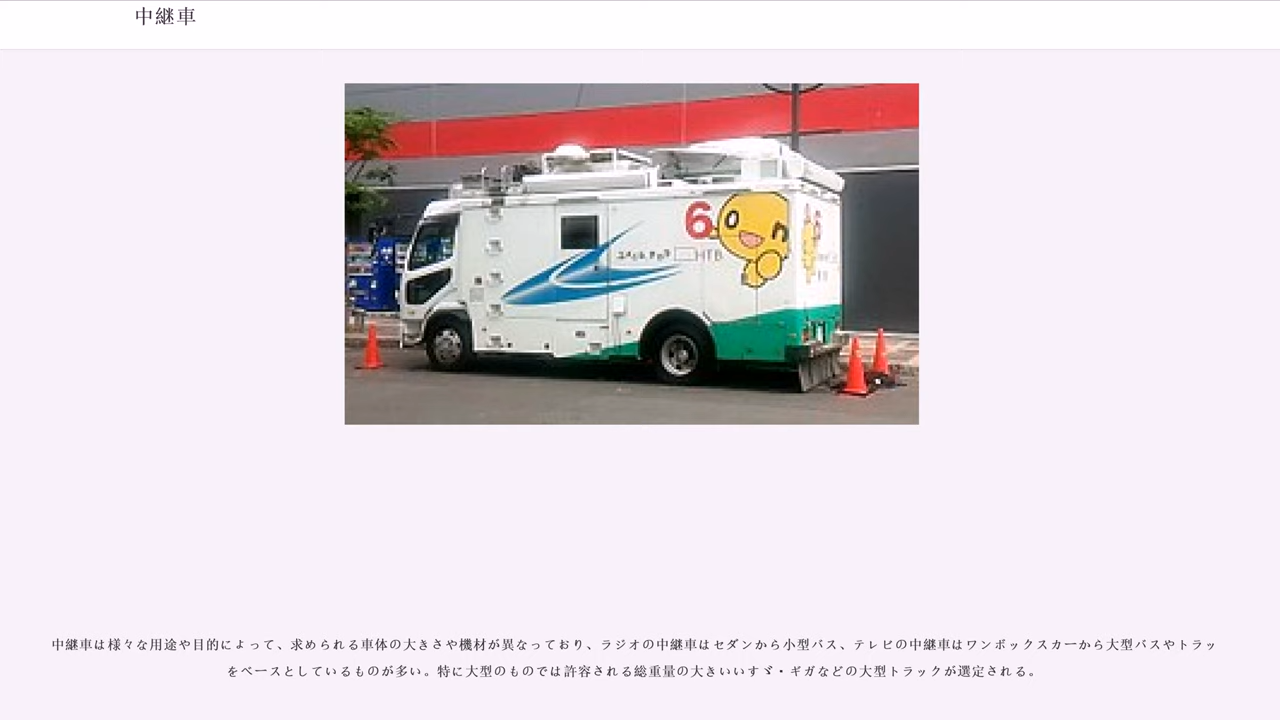 中継車
6
HTB
6
中継車は様々な用途や目的によって、求められる車体の大きさや機材が異なっており、ラジオの中継車はセダンから小型バス、テレビの中継車はワンボックスカーから大型バスやトラッ
をベースとしているものが多い。特に大型のものでは許容される総重量の大きいいすゞ・ギガなどの大型トラックが選定される。